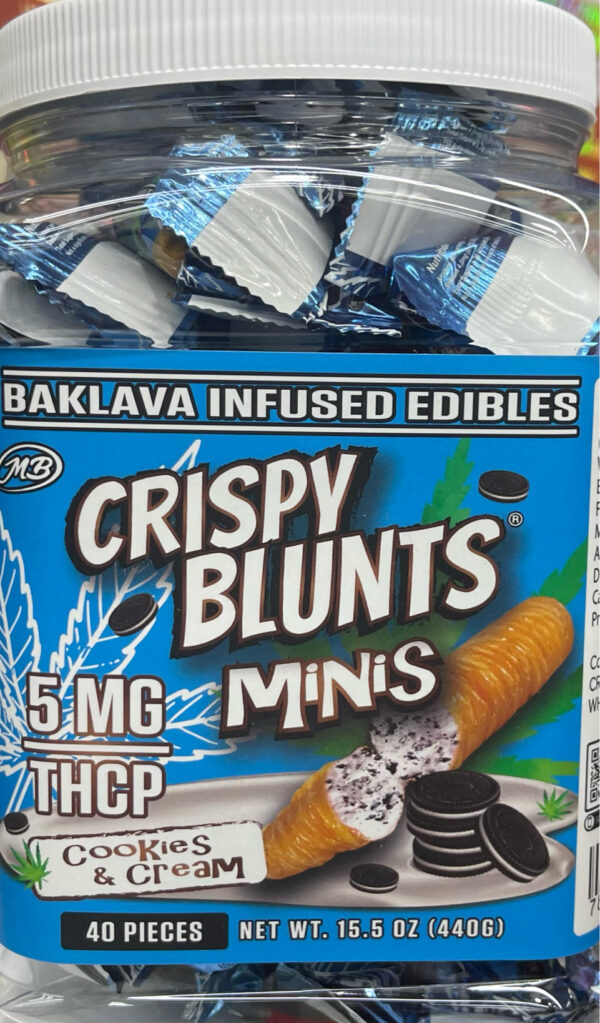 BAKLAVA INFUSED EDIBLES
MB
CRISPY
BLUNTS®
MiNiS
5 MG
THCP
COOKieS
& CreaM
40 PIECES
NET WT. 15.5 OZ (440G)